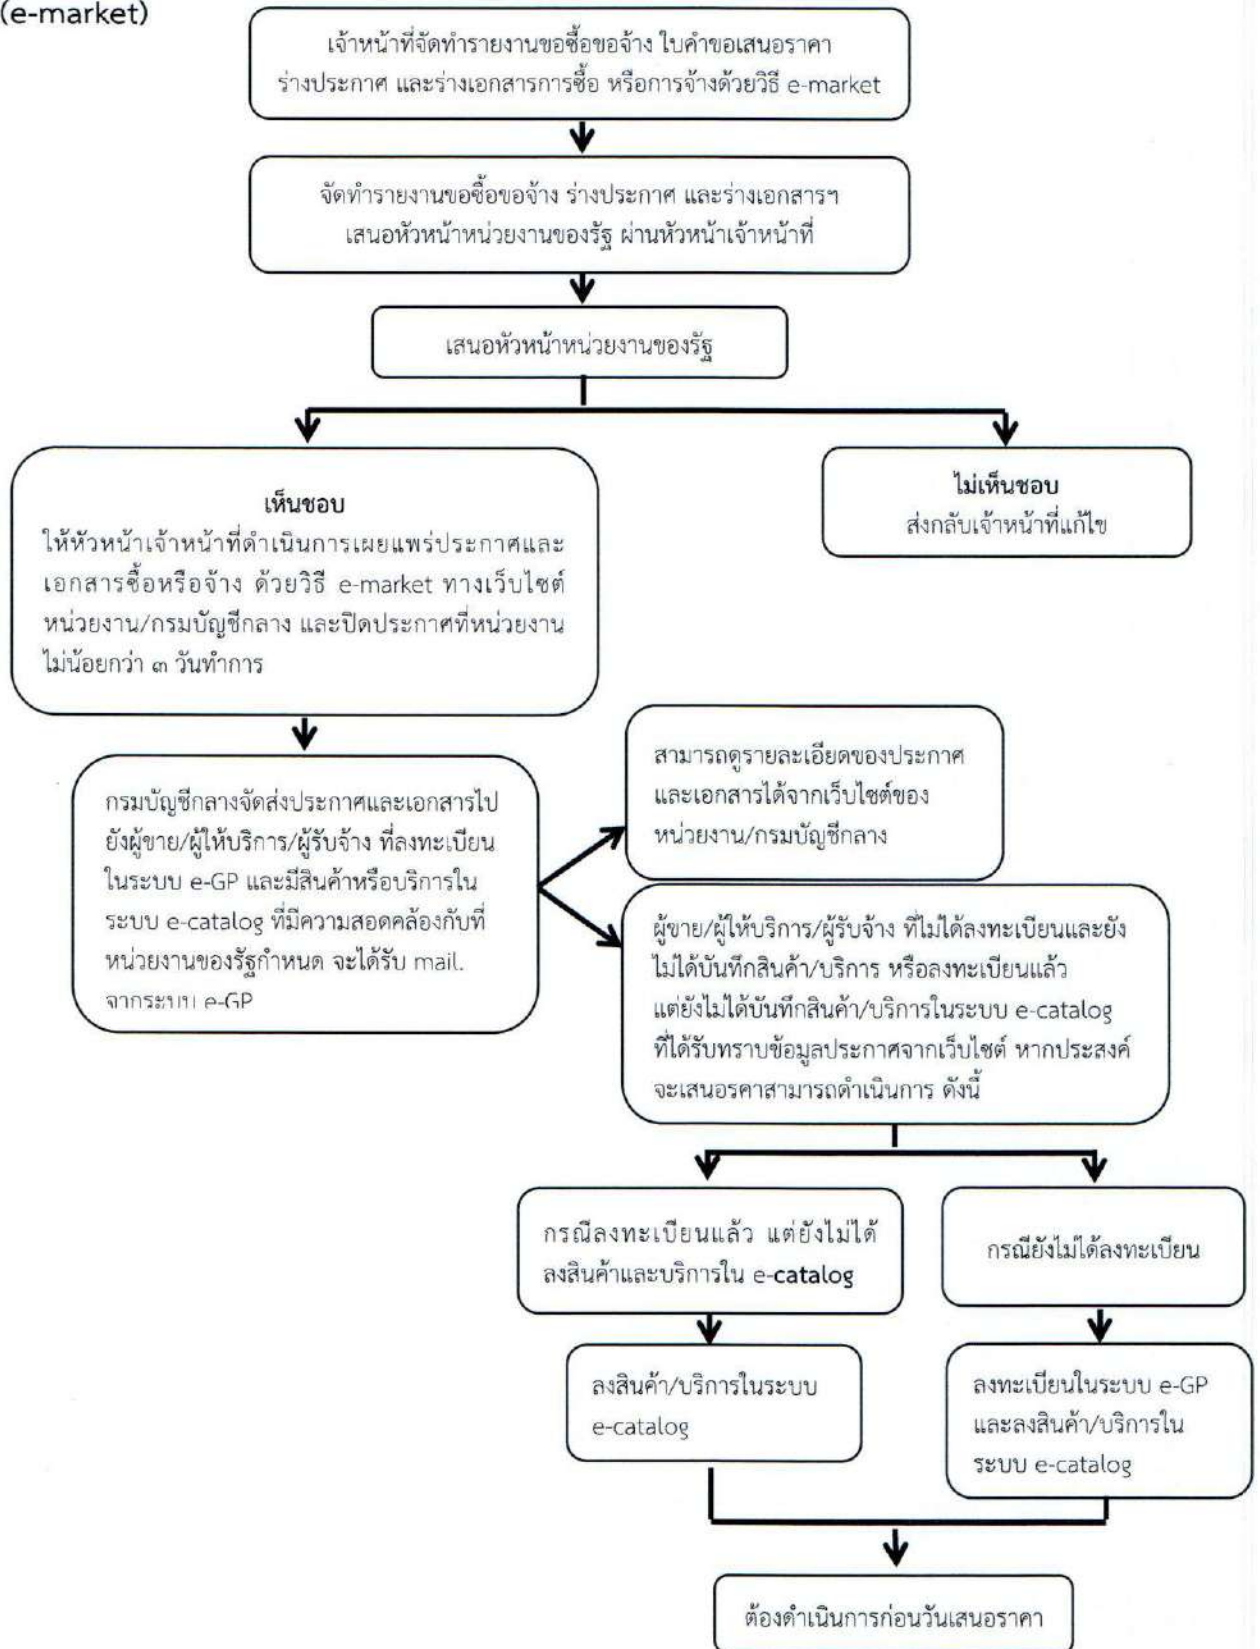 (e-market)
เจ้าหน้าที่จัดทำรายงานขอซื้อขอจ้าง ใบคำขอเสนอราคา
ร่างประกาศ และร่างเอกสารการซื้อ หรือการจ้างด้วยวิธี e-market
จัดทำรายงานขอซื้อขอจ้าง ร่างประกาศ และร่างเอกสารฯ
เสนอหัวหน้าหน่วยงานของรัฐ ผ่านหัวหน้าเจ้าหน้าที่
เสนอหัวหน้าหน่วยงานของรัฐ
เห็นชอบ
ให้หัวหน้าเจ้าหน้าที่ดำเนินการเผยแพร่ประกาศและ
เอกสารซื้อหรือจ้าง ด้วยวิธี e-market ทางเว็บไซต์
หน่วยงาน/กรมบัญชีกลาง และปิดประกาศที่หน่วยงาน
ไม่น้อยกว่า ๓ วันทำการ
ไม่เห็นชอบ
ส่งกลับเจ้าหน้าที่แก้ไข
กรมบัญชีกลางจัดส่งประกาศและเอกสารไป
ยังผู้ขาย/ผู้ให้บริการ/ผู้รับจ้าง ที่ลงทะเบียน
ในระบบ e-GP และมีสินค้าหรือบริการใน
ระบบ e-catalog ที่มีความสอดคล้องกับที่
หน่วยงานของรัฐกำหนด จะได้รับ mail.
จากระบบ e-GP
สามารถดูรายละเอียดของประกาศ
และเอกสารได้จากเว็บไซต์ของ
หน่วยงาน/กรมบัญชีกลาง
ผู้ขาย/ผู้ให้บริการ/ผู้รับจ้าง ที่ไม่ได้ลงทะเบียนและยัง
ไม่ได้บันทึกสินค้า/บริการ หรือลงทะเบียนแล้ว
แต่ยังไม่ได้บันทึกสินค้า/บริการในระบบ e-catalog
ที่ได้รับทราบข้อมูลประกาศจากเว็บไซต์ หากประสงค์
จะเสนอรคาสามารถดำเนินการ ดังนี้
กรณีลงทะเบียนแล้ว แต่ยังไม่ได้
ลงสินค้าและบริการใน e-catalog
กรณียังไม่ได้ลงทะเบียน
ลงสินค้า/บริการในระบบ
e-catalog
ลงทะเบียนในระบบ e-GP
และลงสินค้า/บริการใน
ระบบ e-catalog
ต้องดำเนินการก่อนวันเสนอราคา